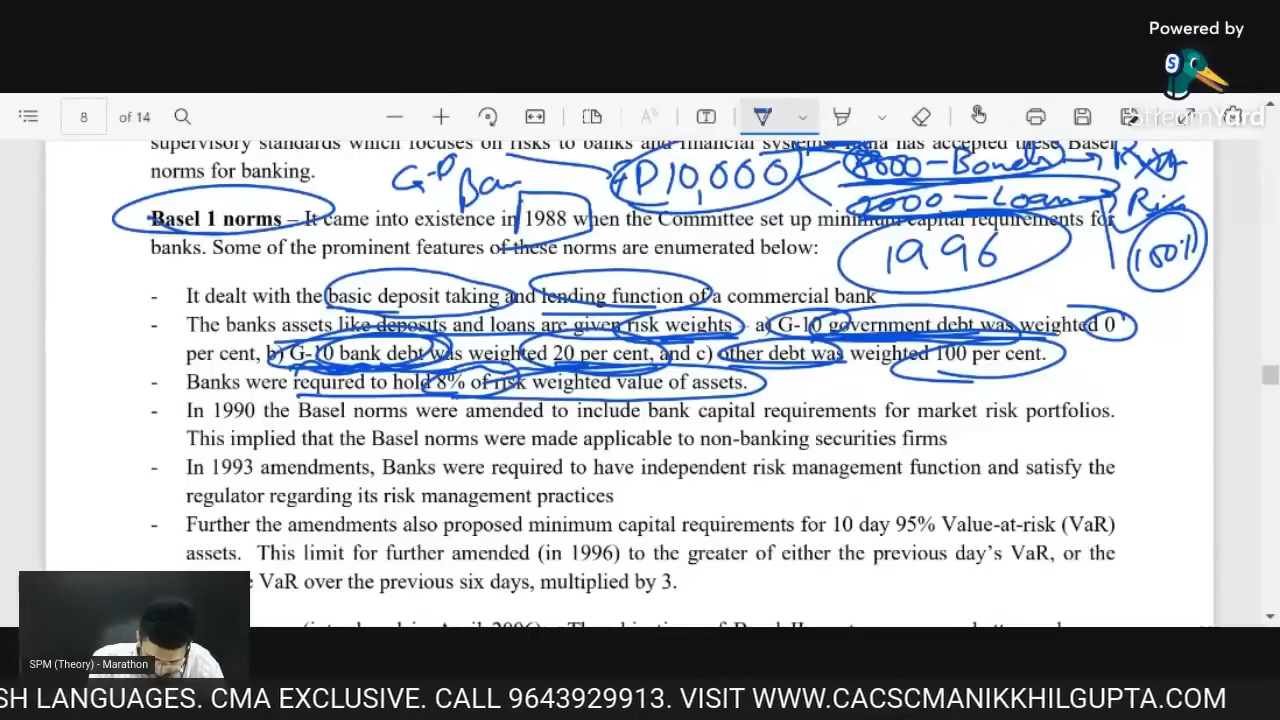 Powered by
StreamYard
8 of 14
supervisory standards which focuses on risks to banks and financial systems. India has accepted these Basel
norms for banking.
G-P Ban
(P) 10,000
8000 - Bonds
2000 - Loan
Risk
100%
1996
Basel 1 norms – It came into existence in 1988 when the Committee set up minimum capital requirements for
banks. Some of the prominent features of these norms are enumerated below:
- It dealt with the basic deposit taking and lending function of a commercial bank
- The banks assets like deposits and loans are given risk weights – a) G-10 government debt was weighted 0
per cent, b) G-10 bank debt was weighted 20 per cent, and c) other debt was weighted 100 per cent.
- Banks were required to hold 8% of risk weighted value of assets.
- In 1990 the Basel norms were amended to include bank capital requirements for market risk portfolios.
This implied that the Basel norms were made applicable to non-banking securities firms
- In 1993 amendments, Banks were required to have independent risk management function and satisfy the
regulator regarding its risk management practices
- Further the amendments also proposed minimum capital requirements for 10 day 95% Value-at-risk (VaR)
assets. This limit for further amended (in 1996) to the greater of either the previous day's VaR, or the
VaR over the previous six days, multiplied by 3.
SPM (Theory) - Marathon
SH LANGUAGES. CMA EXCLUSIVE. CALL 9643929913. VISIT WWW.CACSCMANIKKHILGUPTA.COM